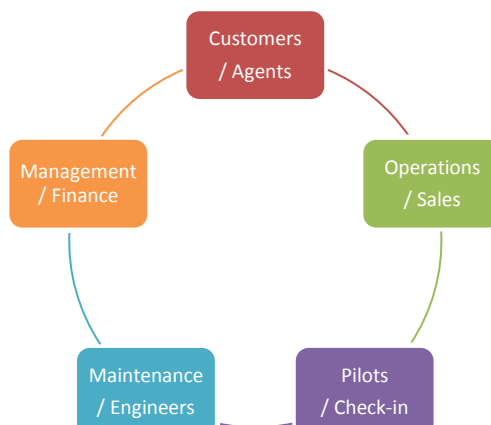 Customers
/ Agents
Management
/ Finance
Operations
/ Sales
Maintenance
/ Engineers
Pilots
/ Check-in